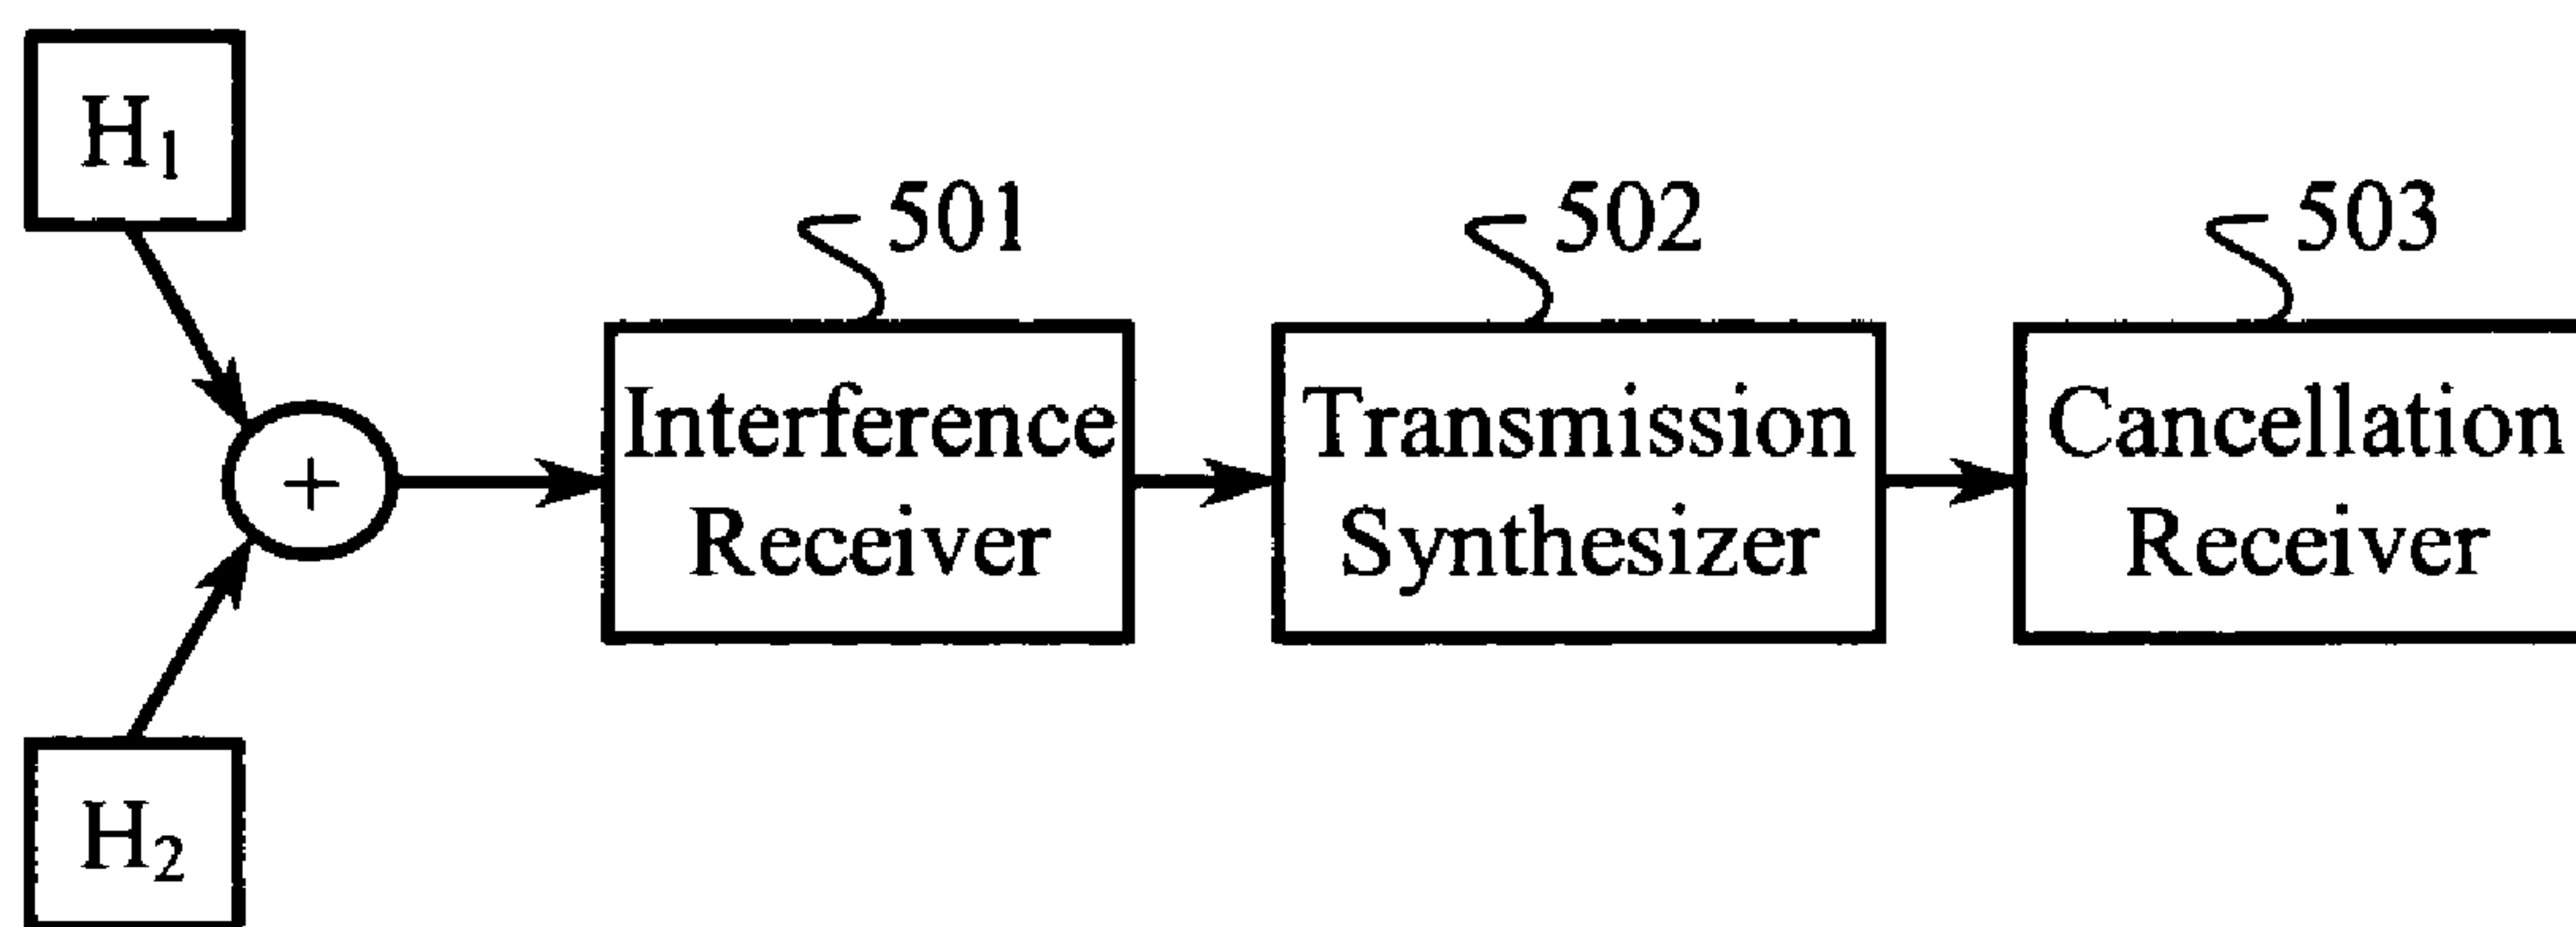 H₁
501
502
503
+
Interference
Receiver
Transmission
Synthesizer
Cancellation
Receiver
H₂